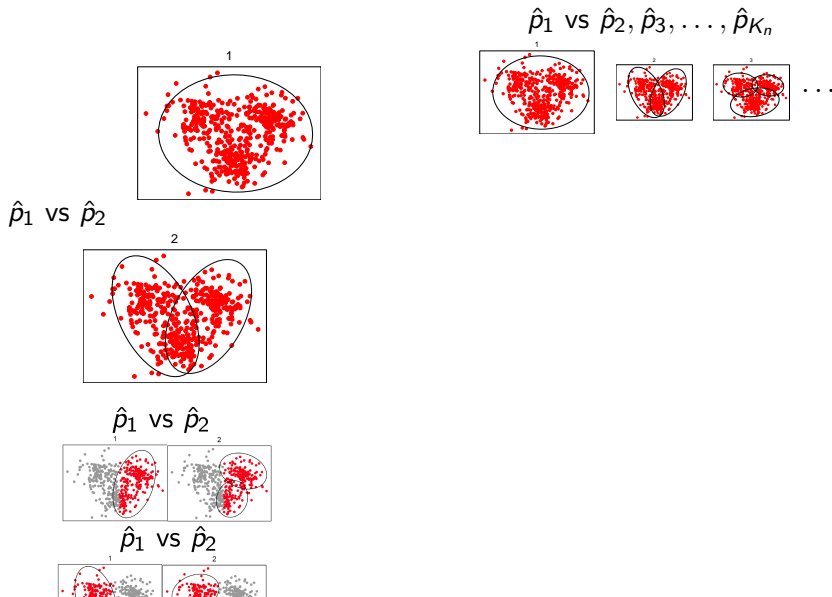 p̂₁ vs p̂₂, p̂₃, . . . , p̂_{K_n}
1
1
2
3
. . .
p̂₁ vs p̂₂
2
p̂₁ vs p̂₂
1
2
p̂₁ vs p̂₂
1
2